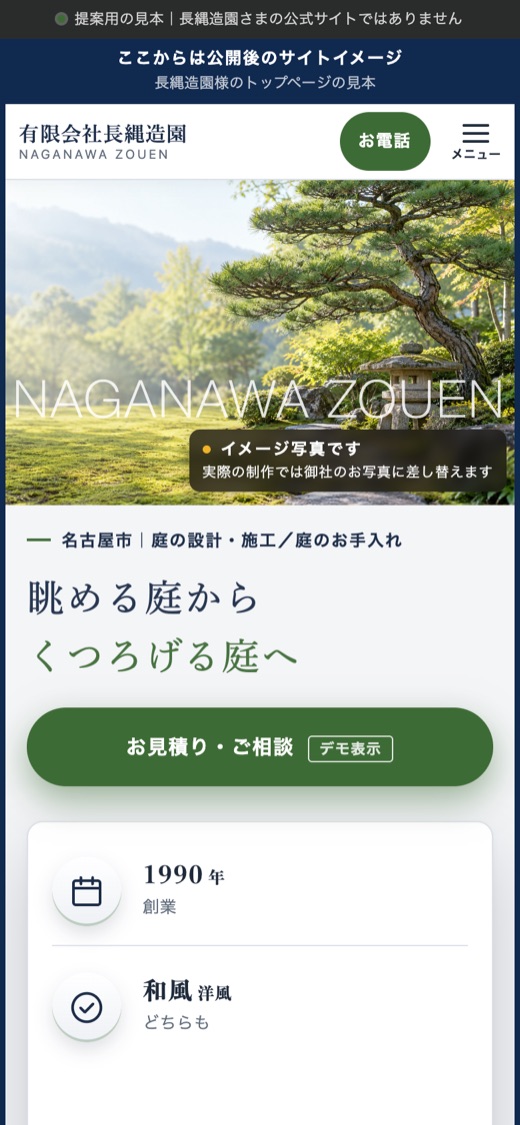 提案用の見本｜長縄造園さまの公式サイトではありません
ここからは公開後のサイトイメージ
長縄造園様のトップページの見本
有限会社長縄造園
NAGANAWA ZOUEN
お電話
メニュー
NAGANAWA ZOUEN
イメージ写真です
実際の制作では御社のお写真に差し替えます
名古屋市｜庭の設計・施工／庭のお手入れ
眺める庭から
くつろげる庭へ
お見積り・ご相談 デモ表示
1990 年
創業
和風 洋風
どちらも